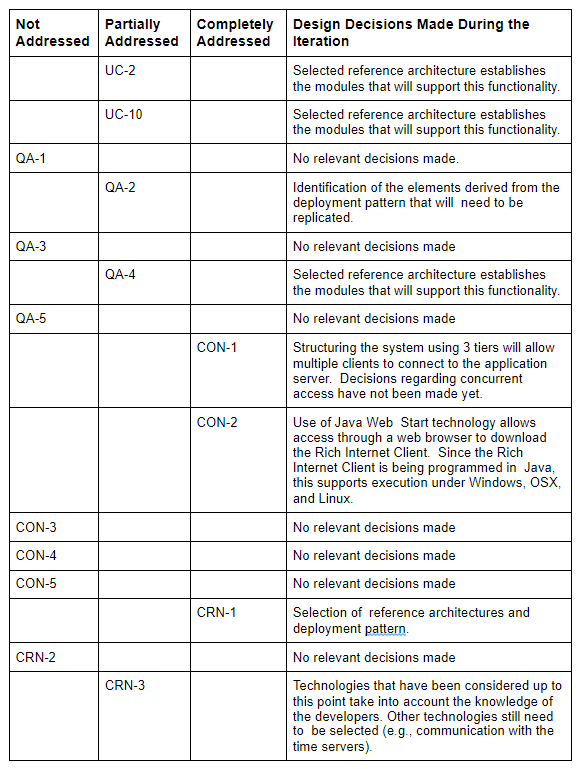 Not Addressed
Partially Addressed
Completely Addressed
Design Decisions Made During the
Iteration
UC-2
Selected reference architecture establishes
the modules that will support this functionality.
UC-10
Selected reference architecture establishes
the modules that will support this functionality.
QA-1
No relevant decisions made.
QA-2
Identification of the elements derived from the
deployment pattern that will  need to be
replicated.
QA-3
No relevant decisions made
QA-4
Selected reference architecture establishes
the modules that will support this functionality.
QA-5
No relevant decisions made
CON-1
Structuring the system using 3 tiers will allow
multiple clients to connect to the application
server.  Decisions regarding concurrent
access have not been made yet.
CON-2
Use of Java Web  Start technology allows
access through a web browser to download
the Rich Internet Client.  Since the Rich
Internet Client is being programmed in  Java,
this supports execution under Windows, OSX,
and Linux.
CON-3
No relevant decisions made
CON-4
No relevant decisions made
CON-5
No relevant decisions made
CRN-1
Selection of  reference architectures and
deployment pattern.
CRN-2
No relevant decisions made
CRN-3
Technologies that have been considered up to
this point take into account the knowledge of
the developers. Other technologies still need
to  be selected (e.g., communication with the
time servers).